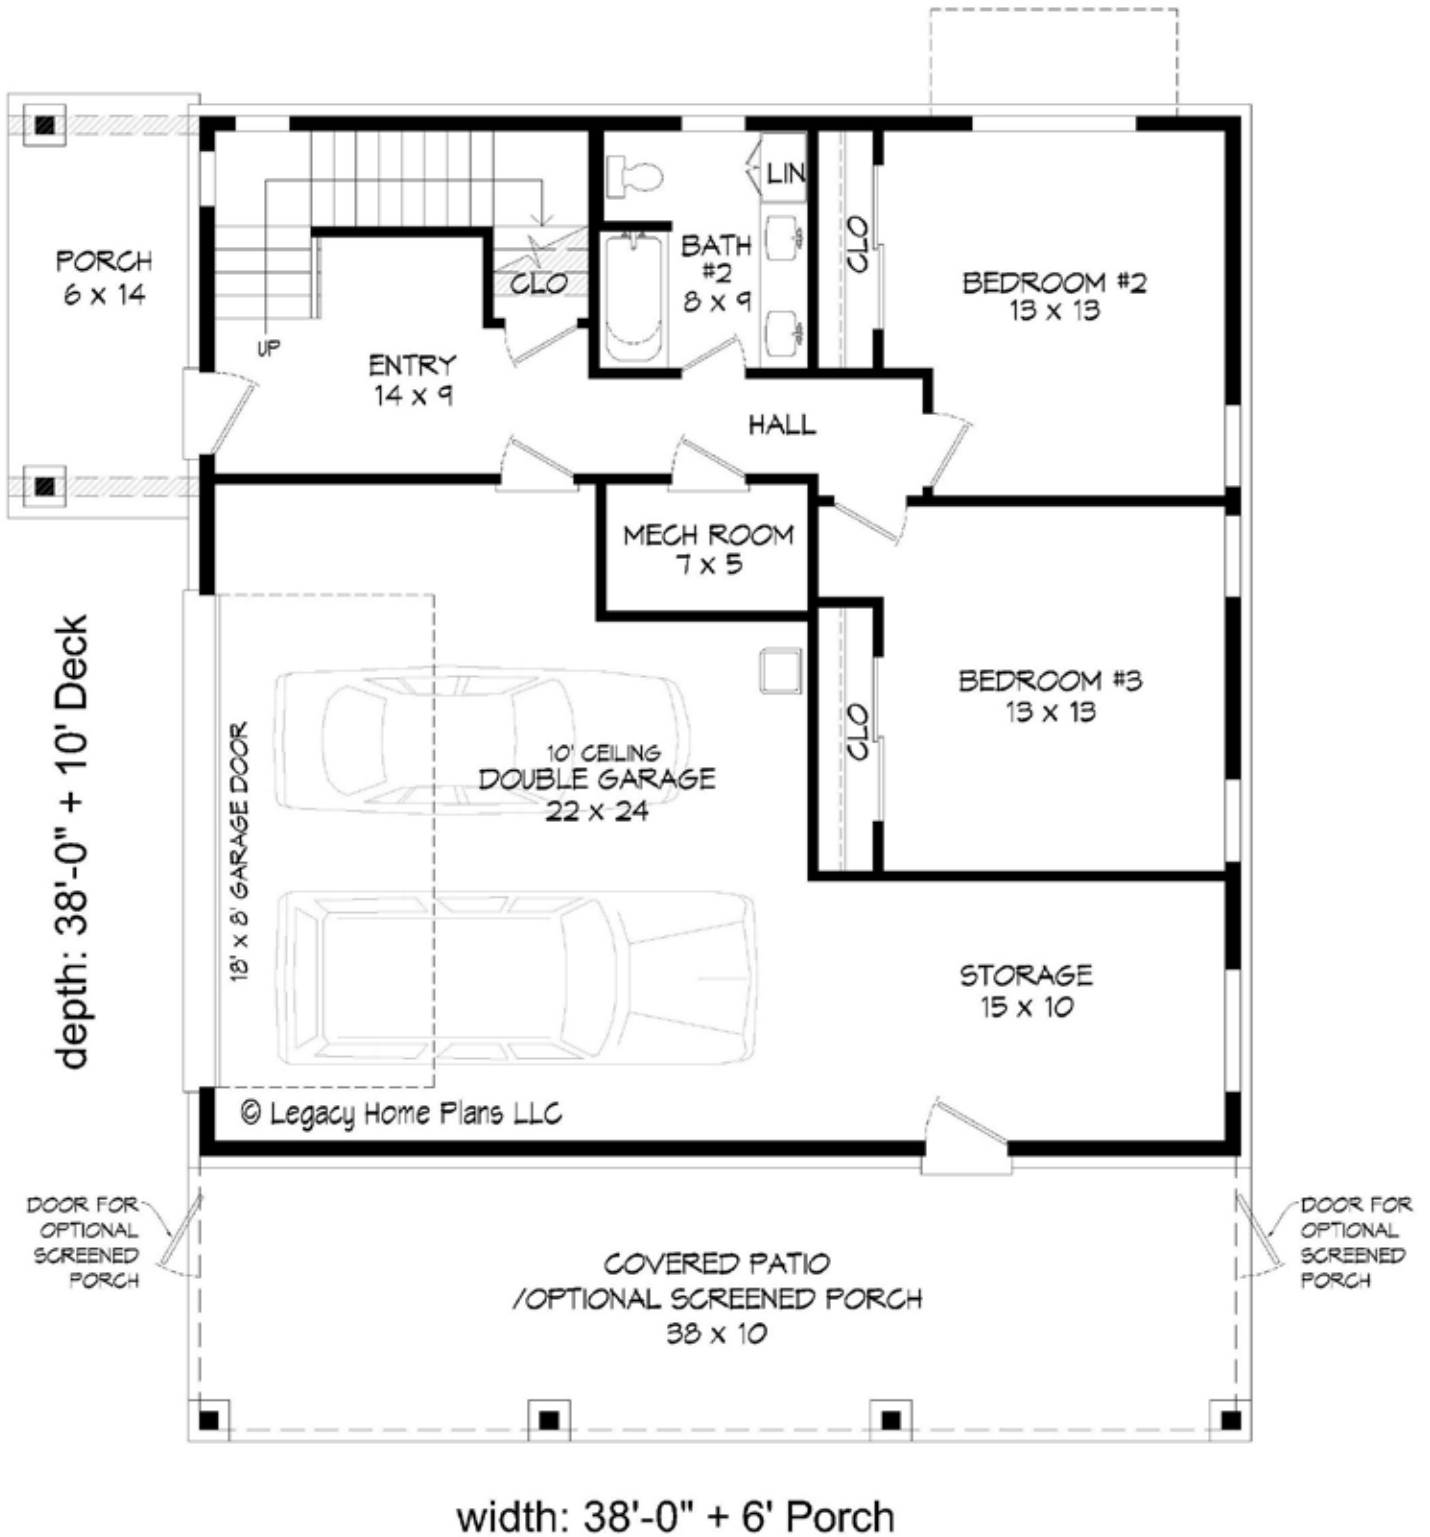 PORCH
6 x 14
UP
ENTRY
14 x 9
CLO
BATH
#2
8 x 9
LIN
CLO
BEDROOM #2
13 x 13
HALL
MECH ROOM
7 x 5
BEDROOM #3
13 x 13
CLO
10' CEILING
DOUBLE GARAGE
22 x 24
18' x 8' GARAGE DOOR
STORAGE
15 x 10
© Legacy Home Plans LLC
depth: 38'-0" + 10' Deck
DOOR FOR
OPTIONAL
SCREENED
PORCH
COVERED PATIO
/OPTIONAL SCREENED PORCH
38 x 10
DOOR FOR
OPTIONAL
SCREENED
PORCH
width: 38'-0" + 6' Porch